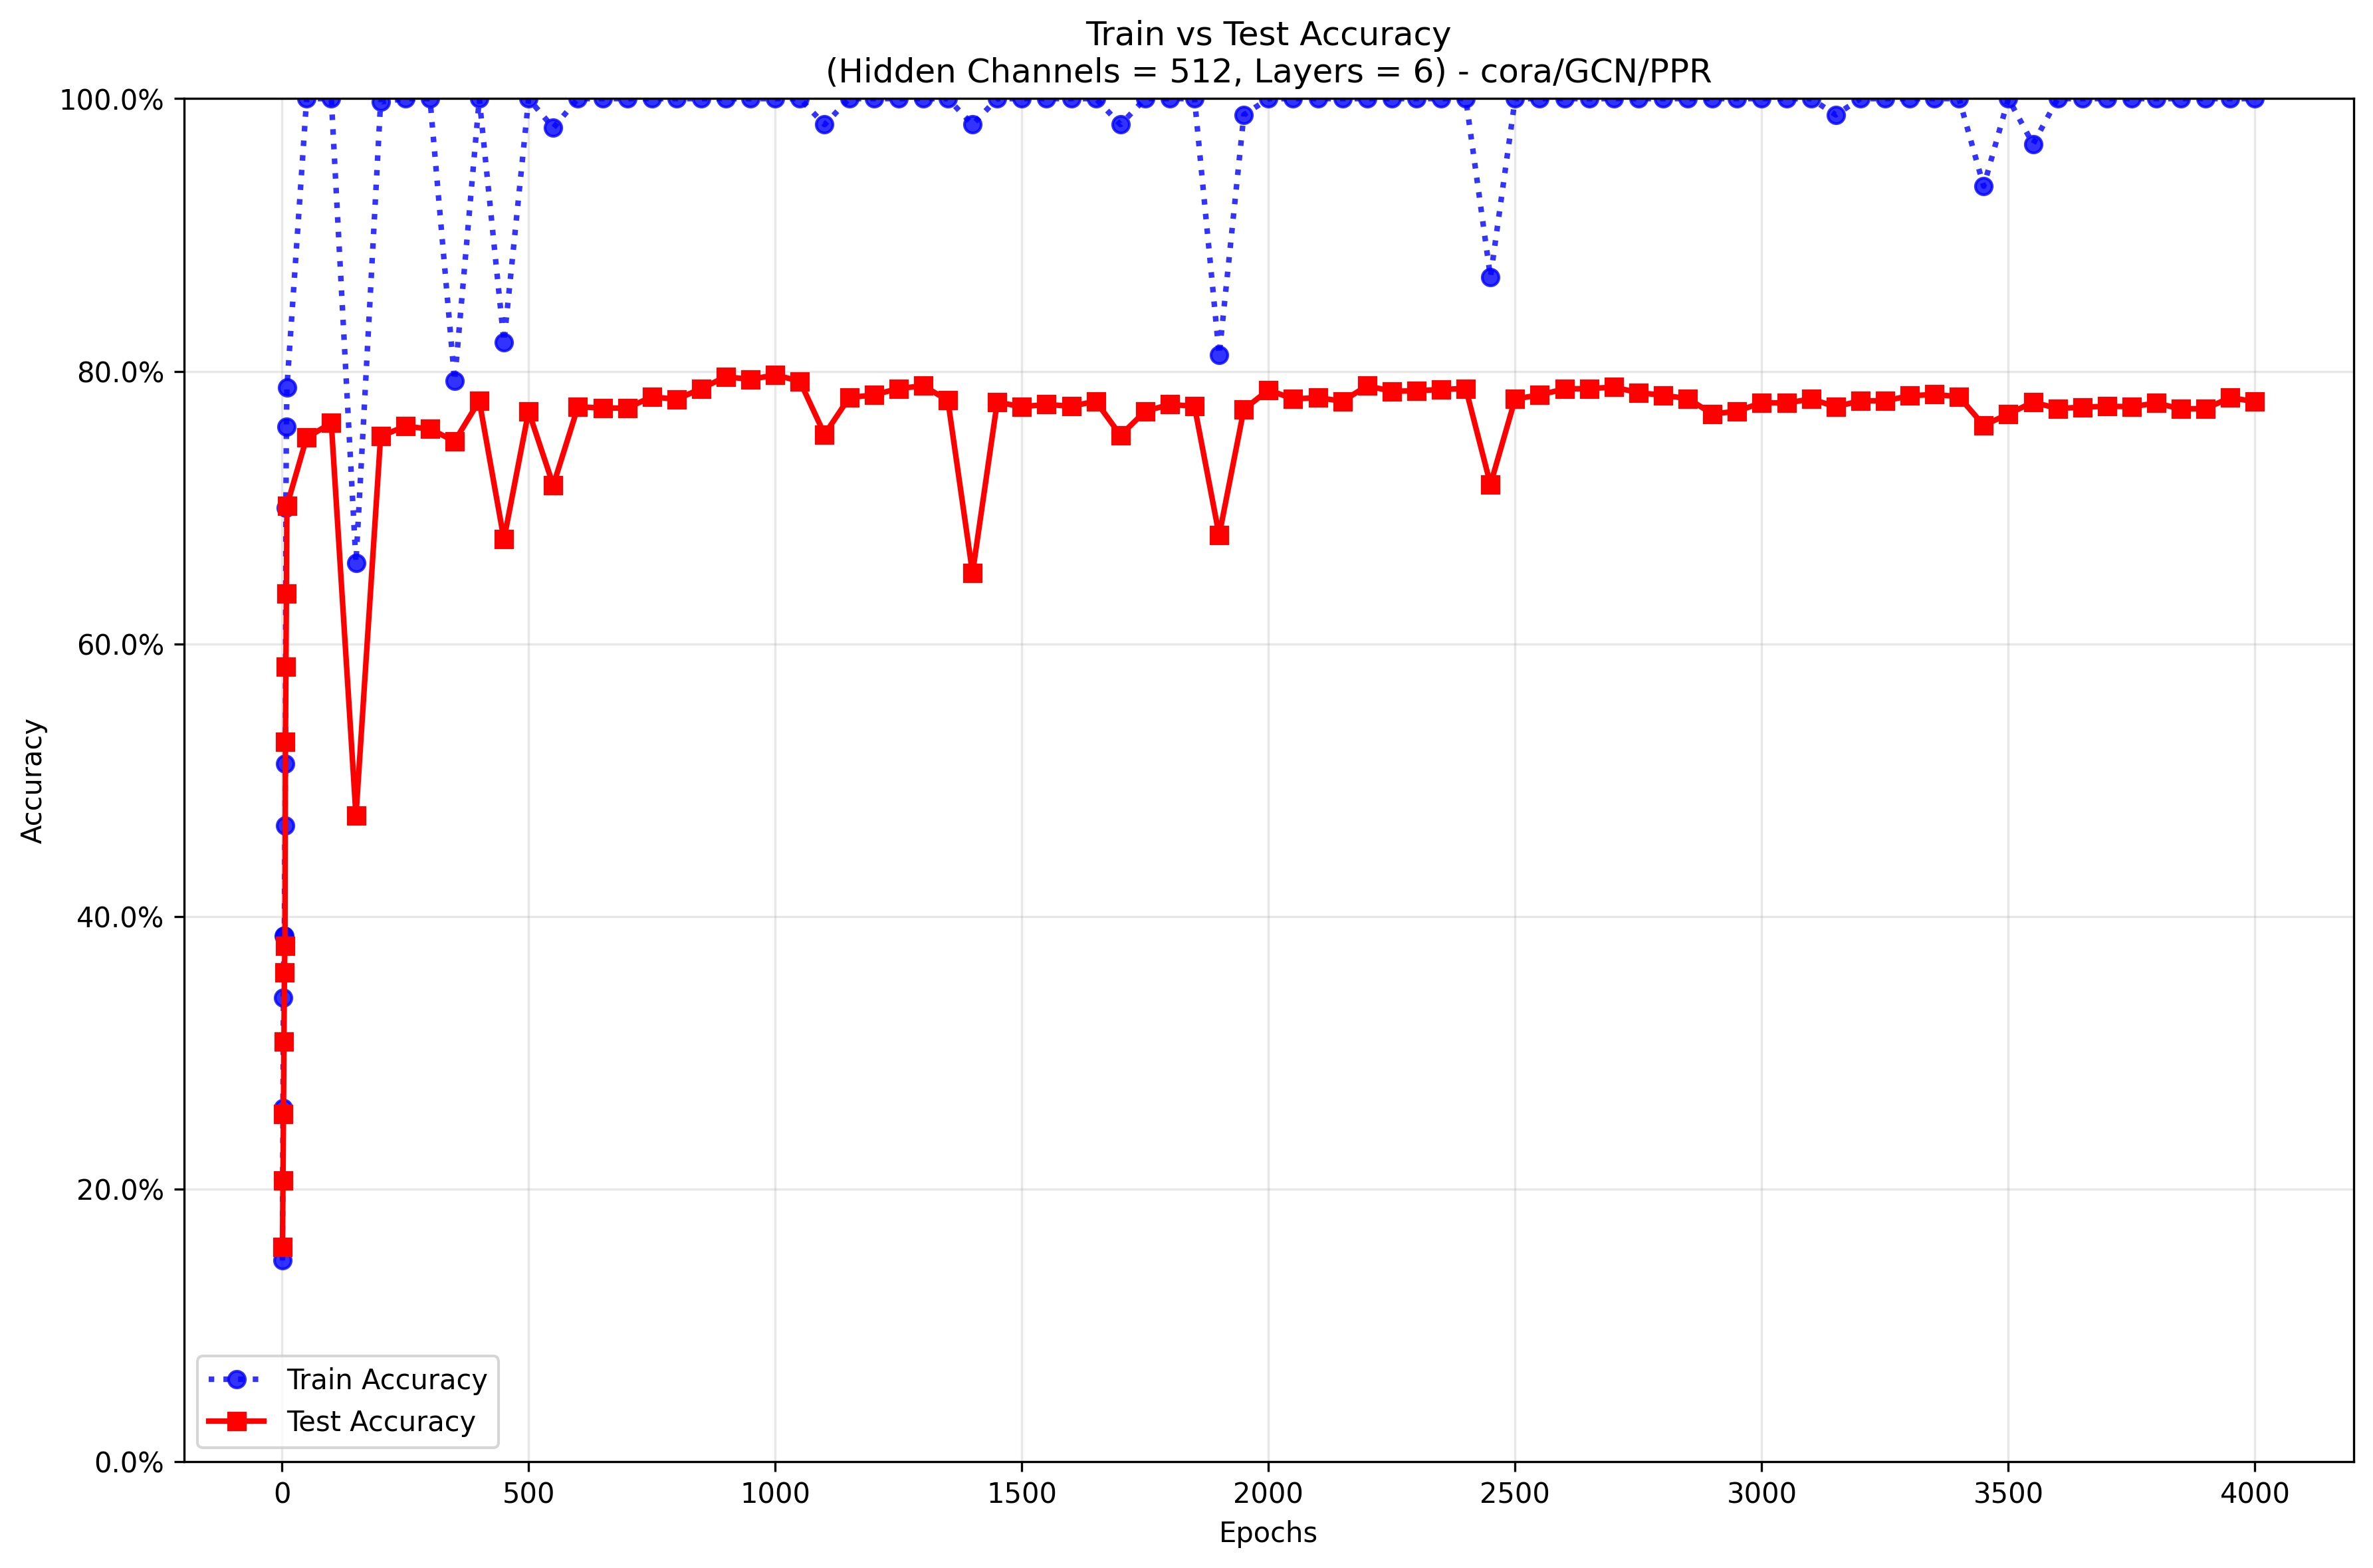 Train vs Test Accuracy
(Hidden Channels = 512, Layers = 6) - cora/GCN/PPR
100.0%
80.0%
60.0%
40.0%
20.0%
0.0%
Accuracy
Train Accuracy
Test Accuracy
0 500 1000 1500 2000 2500 3000 3500 4000
Epochs